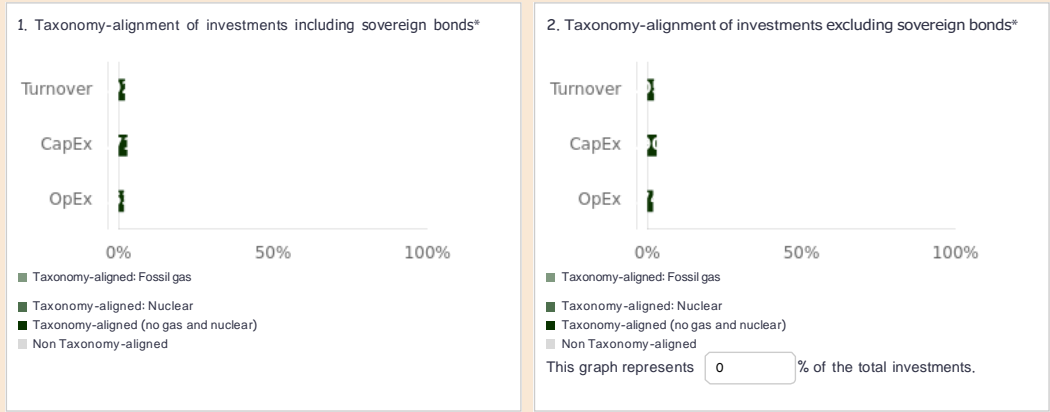 1. Taxonomy-alignment of investments including sovereign bonds*
Turnover
CapEx
OpEx
0% 50% 100%
Taxonomy-aligned: Fossil gas
Taxonomy-aligned: Nuclear
Taxonomy-aligned (no gas and nuclear)
Non Taxonomy-aligned
2. Taxonomy-alignment of investments excluding sovereign bonds*
Turnover
CapEx
OpEx
0% 50% 100%
Taxonomy-aligned: Fossil gas
Taxonomy-aligned: Nuclear
Taxonomy-aligned (no gas and nuclear)
Non Taxonomy-aligned
This graph represents 0 % of the total investments.